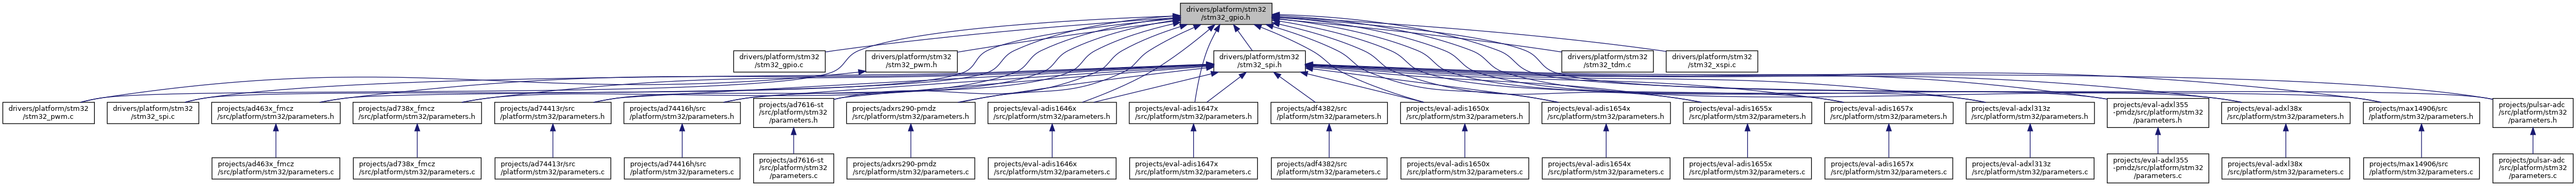 drivers/platform/stm32
/stm32_gpio.h
drivers/platform/stm32
/stm32_gpio.c
drivers/platform/stm32
/stm32_pwm.h
drivers/platform/stm32
/stm32_spi.h
drivers/platform/stm32
/stm32_tdm.c
drivers/platform/stm32
/stm32_xspi.c
drivers/platform/stm32
/stm32_pwm.c
drivers/platform/stm32
/stm32_spi.c
projects/ad463x_fmcz
/src/platform/stm32/parameters.h
projects/ad738x_fmcz
/src/platform/stm32/parameters.h
projects/ad74413r/src
/platform/stm32/parameters.h
projects/ad74416h/src
/platform/stm32/parameters.h
projects/ad7616-st
/src/platform/stm32
/parameters.h
projects/adxrs290-pmdz
/src/platform/stm32/parameters.h
projects/eval-adis1646x
/src/platform/stm32/parameters.h
projects/eval-adis1647x
/src/platform/stm32/parameters.h
projects/adf4382/src
/platform/stm32/parameters.h
projects/eval-adis1650x
/src/platform/stm32/parameters.h
projects/eval-adis1654x
/src/platform/stm32/parameters.h
projects/eval-adis1655x
/src/platform/stm32/parameters.h
projects/eval-adis1657x
/src/platform/stm32/parameters.h
projects/eval-adxl313z
/src/platform/stm32/parameters.h
projects/eval-adxl355
-pmdz/src/platform/stm32
/parameters.h
projects/eval-adxl38x
/src/platform/stm32/parameters.h
projects/max14906/src
/platform/stm32/parameters.h
projects/pulsar-adc
/src/platform/stm32
/parameters.h
projects/ad463x_fmcz
/src/platform/stm32/parameters.c
projects/ad738x_fmcz
/src/platform/stm32/parameters.c
projects/ad74413r/src
/platform/stm32/parameters.c
projects/ad74416h/src
/platform/stm32/parameters.c
projects/ad7616-st
/src/platform/stm32
/parameters.c
projects/adxrs290-pmdz
/src/platform/stm32/parameters.c
projects/eval-adis1646x
/src/platform/stm32/parameters.c
projects/eval-adis1647x
/src/platform/stm32/parameters.c
projects/adf4382/src
/platform/stm32/parameters.c
projects/eval-adis1650x
/src/platform/stm32/parameters.c
projects/eval-adis1654x
/src/platform/stm32/parameters.c
projects/eval-adis1655x
/src/platform/stm32/parameters.c
projects/eval-adis1657x
/src/platform/stm32/parameters.c
projects/eval-adxl313z
/src/platform/stm32/parameters.c
projects/eval-adxl355
-pmdz/src/platform/stm32
/parameters.c
projects/eval-adxl38x
/src/platform/stm32/parameters.c
projects/max14906/src
/platform/stm32/parameters.c
projects/pulsar-adc
/src/platform/stm32
/parameters.c